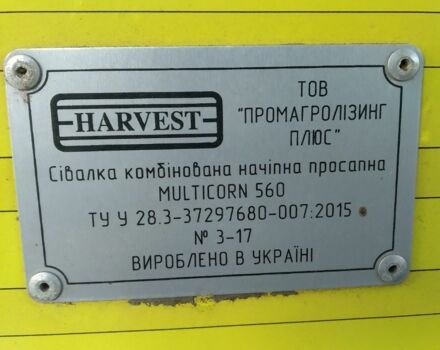 HARVEST
ТОВ
"ПРОМАГРОЛІЗИНГ
ПЛЮС"
Сівалка комбінована начіпна просапна
MULTICORN 560
ТУ У 28.3-37297680-007:2015
№ 3-17
ВИРОБЛЕНО В УКРАЇНІ